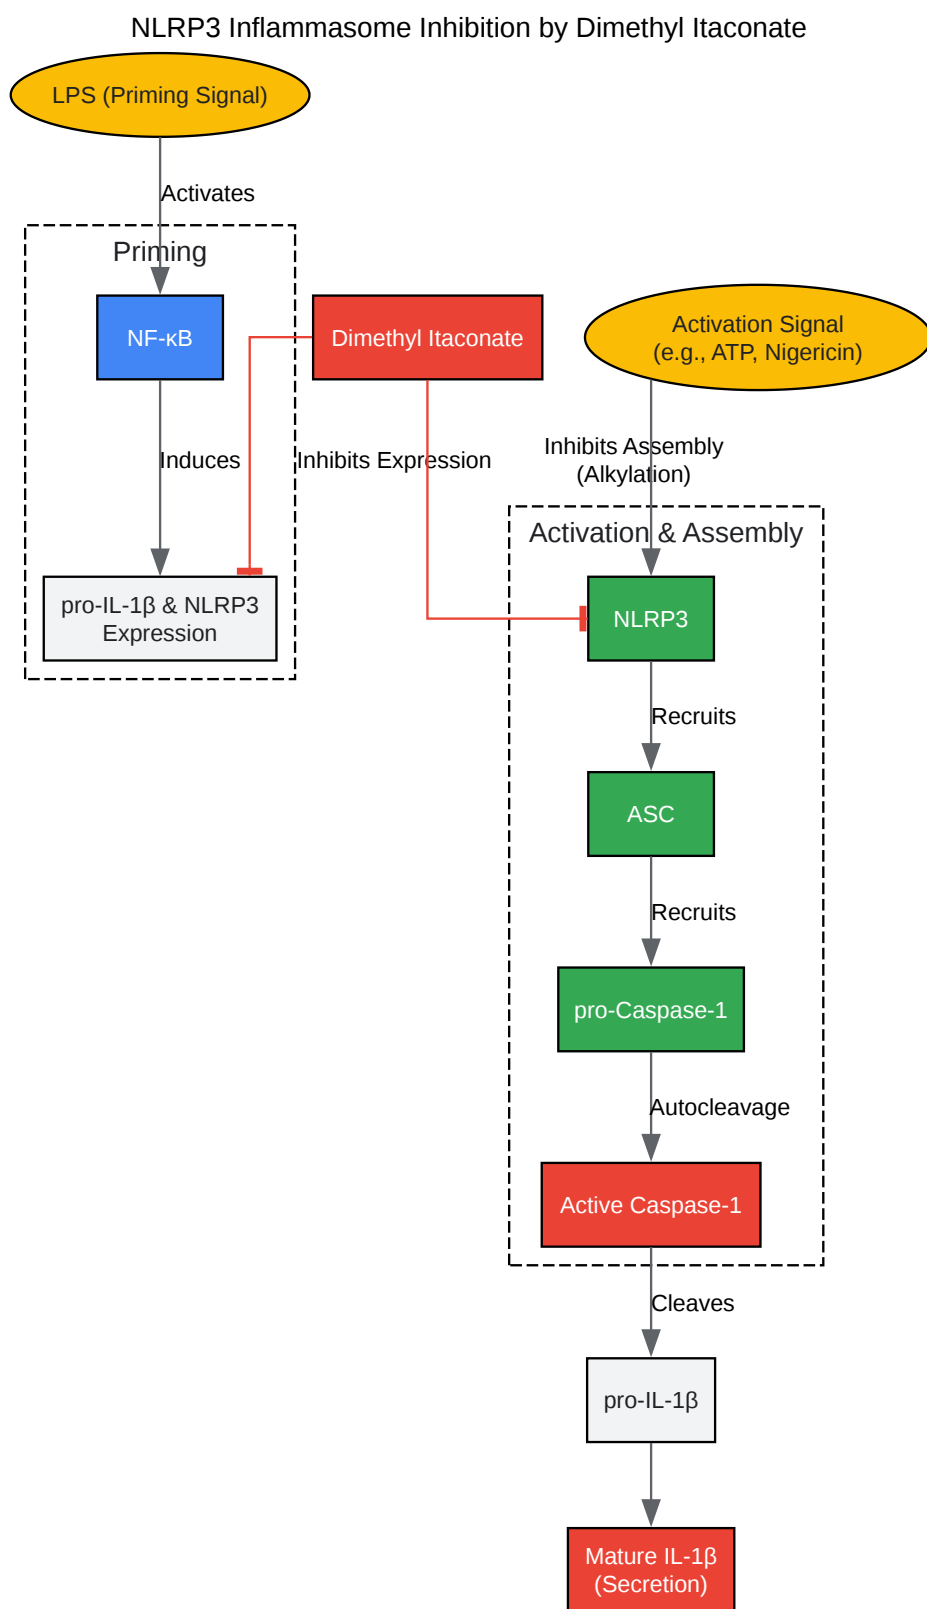 NLRP3 Inflammasome Inhibition by Dimethyl Itaconate
LPS (Priming Signal)
Activates
Priming
NF-κB
Dimethyl Itaconate
Activation Signal
(e.g., ATP, Nigericin)
Induces
Inhibits Expression
Inhibits Assembly
(Alkylation)
Activation & Assembly
pro-IL-1β & NLRP3
Expression
NLRP3
Recruits
ASC
Recruits
pro-Caspase-1
Autocleavage
Active Caspase-1
Cleaves
pro-IL-1β
Mature IL-1β
(Secretion)